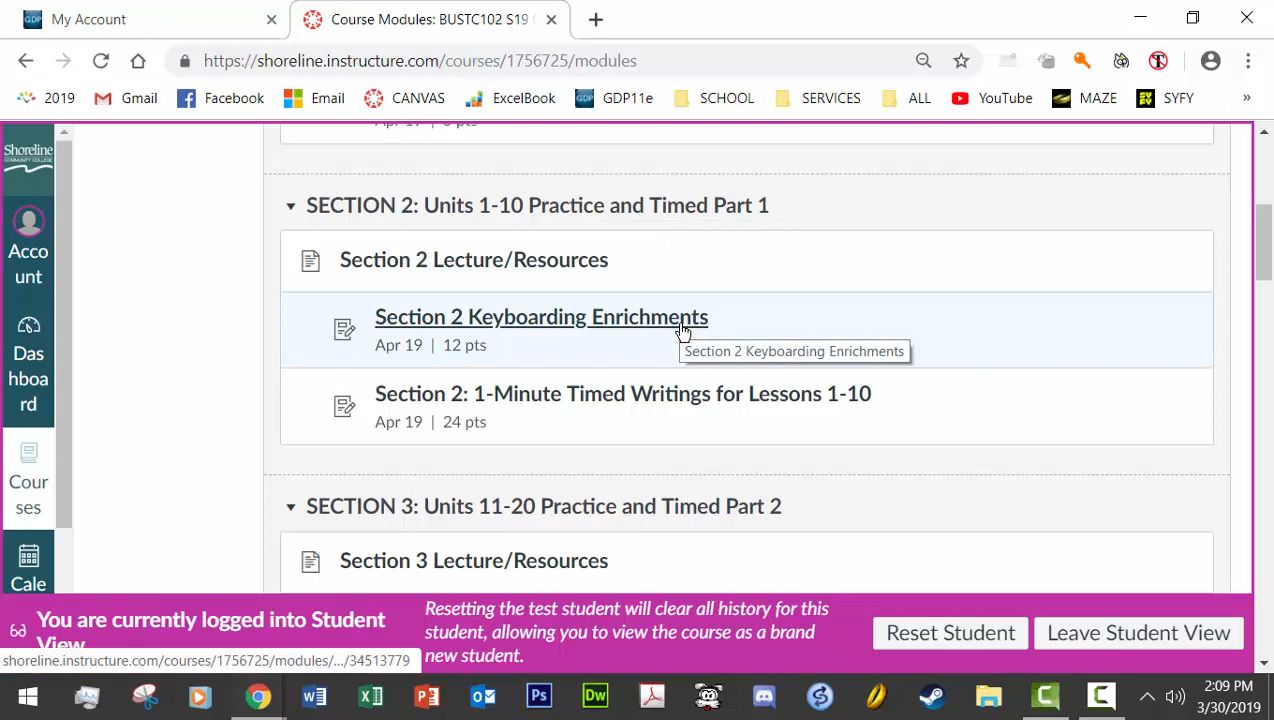 My Account
Course Modules: BUSTC102 S19
https://shoreline.instructure.com/courses/1756725/modules
2019 Gmail Facebook Email CANVAS ExcelBook GDP11e SCHOOL SERVICES ALL YouTube MAZE SYFY »
Shoreline
COMMUNITY COLLEGE
Acco
unt
Das
hboa
rd
Cour
ses
Cale
SECTION 2: Units 1-10 Practice and Timed Part 1
Section 2 Lecture/Resources
Section 2 Keyboarding Enrichments
Apr 19 | 12 pts
Section 2 Keyboarding Enrichments
Section 2: 1-Minute Timed Writings for Lessons 1-10
Apr 19 | 24 pts
SECTION 3: Units 11-20 Practice and Timed Part 2
Section 3 Lecture/Resources
You are currently logged into Student
View
Resetting the test student will clear all history for this
student, allowing you to view the course as a brand
new student.
Reset Student
Leave Student View
shoreline.instructure.com/courses/1756725/modules/.../34513779
2:09 PM
3/30/2019